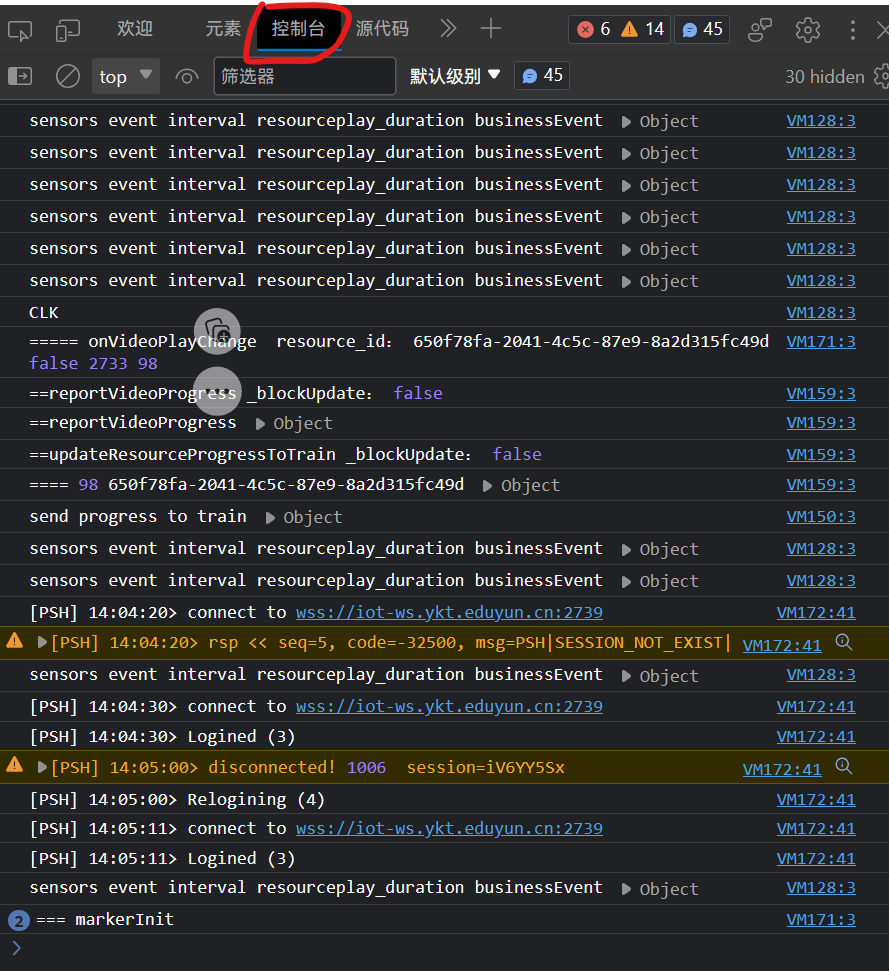 欢迎 元素 控制台 源代码 6 14 45
top 筛选器 默认级别 45 30 hidden
sensors event interval resourceplay_duration businessEvent Object VM128:3
sensors event interval resourceplay_duration businessEvent Object VM128:3
sensors event interval resourceplay_duration businessEvent Object VM128:3
sensors event interval resourceplay_duration businessEvent Object VM128:3
sensors event interval resourceplay_duration businessEvent Object VM128:3
sensors event interval resourceplay_duration businessEvent Object VM128:3
CLK VM128:3
===== onVideoPlayChange resource_id: 650f78fa-2041-4c5c-87e9-8a2d315fc49d VM171:3
false 2733 98
==reportVideoProgress _blockUpdate: false VM159:3
==reportVideoProgress Object VM159:3
==updateResourceProgressToTrain _blockUpdate: false VM159:3
==== 98 650f78fa-2041-4c5c-87e9-8a2d315fc49d Object VM159:3
send progress to train Object VM150:3
sensors event interval resourceplay_duration businessEvent Object VM128:3
sensors event interval resourceplay_duration businessEvent Object VM128:3
[PSH] 14:04:20> connect to wss://iot-ws.ykt.eduyun.cn:2739 VM172:41
[PSH] 14:04:20> rsp << seq=5, code=-32500, msg=PSH|SESSION_NOT_EXIST| VM172:41
sensors event interval resourceplay_duration businessEvent Object VM128:3
[PSH] 14:04:30> connect to wss://iot-ws.ykt.eduyun.cn:2739 VM172:41
[PSH] 14:04:30> Logined (3) VM172:41
[PSH] 14:05:00> disconnected! 1006 session=iV6YY5Sx VM172:41
[PSH] 14:05:00> Relogining (4) VM172:41
[PSH] 14:05:11> connect to wss://iot-ws.ykt.eduyun.cn:2739 VM172:41
[PSH] 14:05:11> Logined (3) VM172:41
sensors event interval resourceplay_duration businessEvent Object VM128:3
2 === markerInit VM171:3